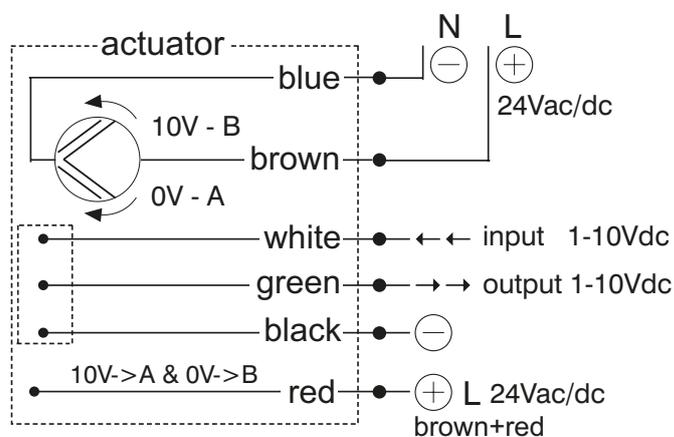 actuator
N L
blue
24Vac/dc
10V - B
brown
0V - A
white input 1-10Vdc
green output 1-10Vdc
black
10V->A & 0V->B red L 24Vac/dc
brown+red